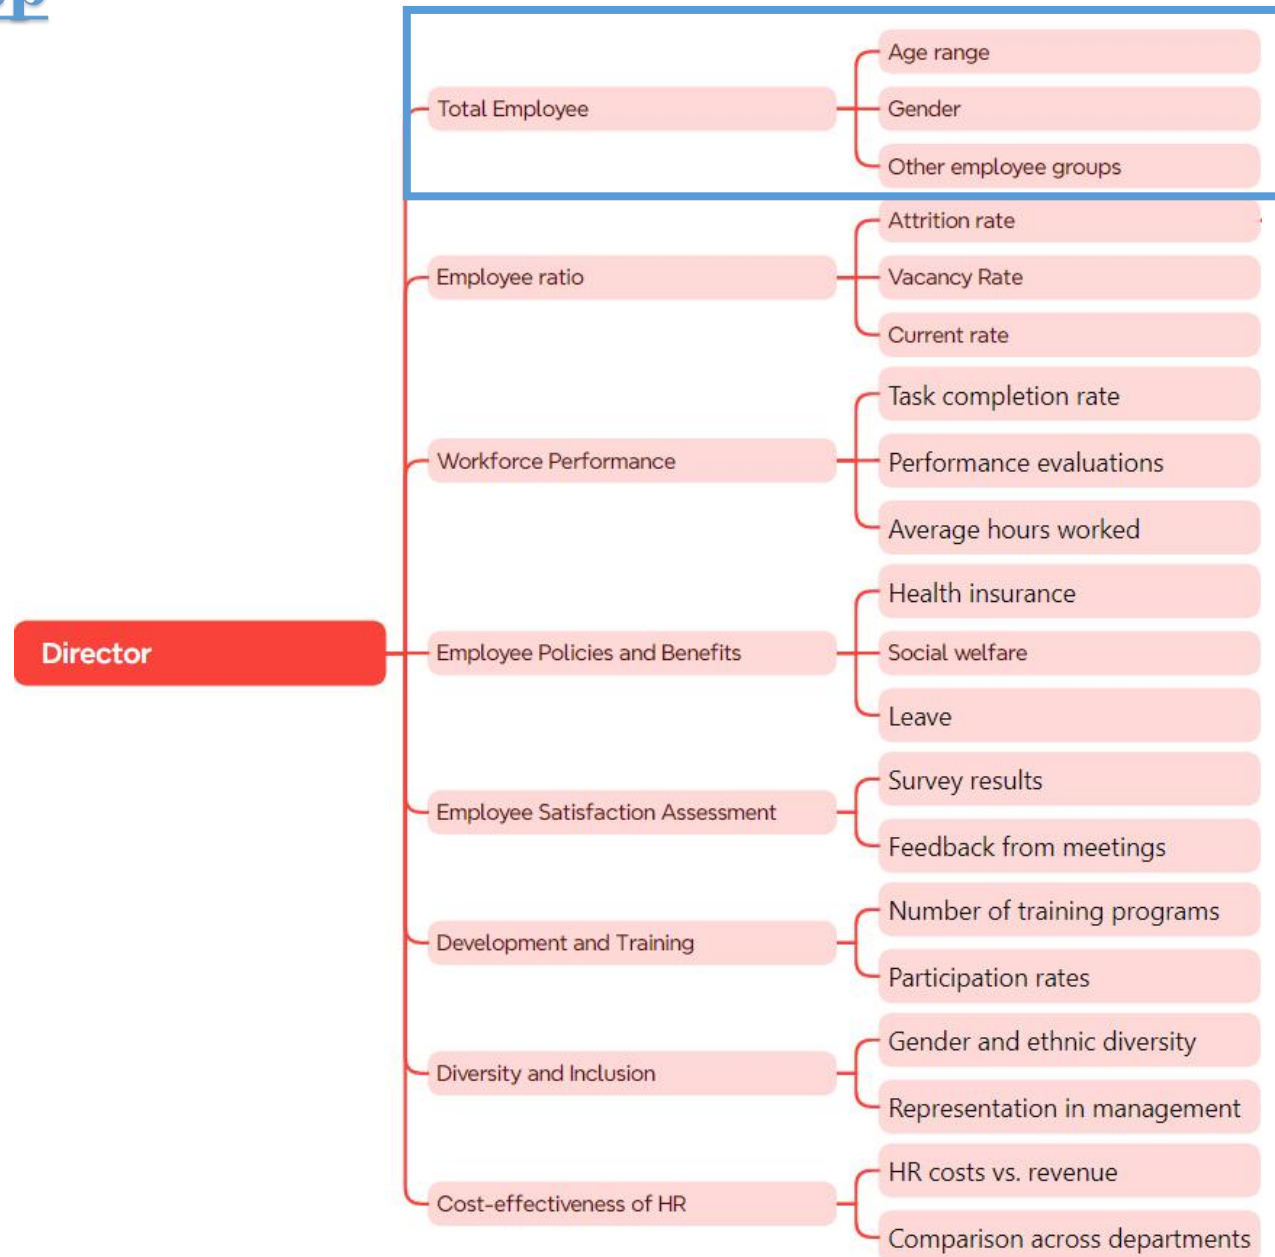 Total Employee
Age range
Gender
Other employee groups
Employee ratio
Attrition rate
Vacancy Rate
Current rate
Workforce Performance
Task completion rate
Performance evaluations
Average hours worked
Director
Employee Policies and Benefits
Health insurance
Social welfare
Leave
Employee Satisfaction Assessment
Survey results
Feedback from meetings
Development and Training
Number of training programs
Participation rates
Diversity and Inclusion
Gender and ethnic diversity
Representation in management
Cost-effectiveness of HR
HR costs vs. revenue
Comparison across departments